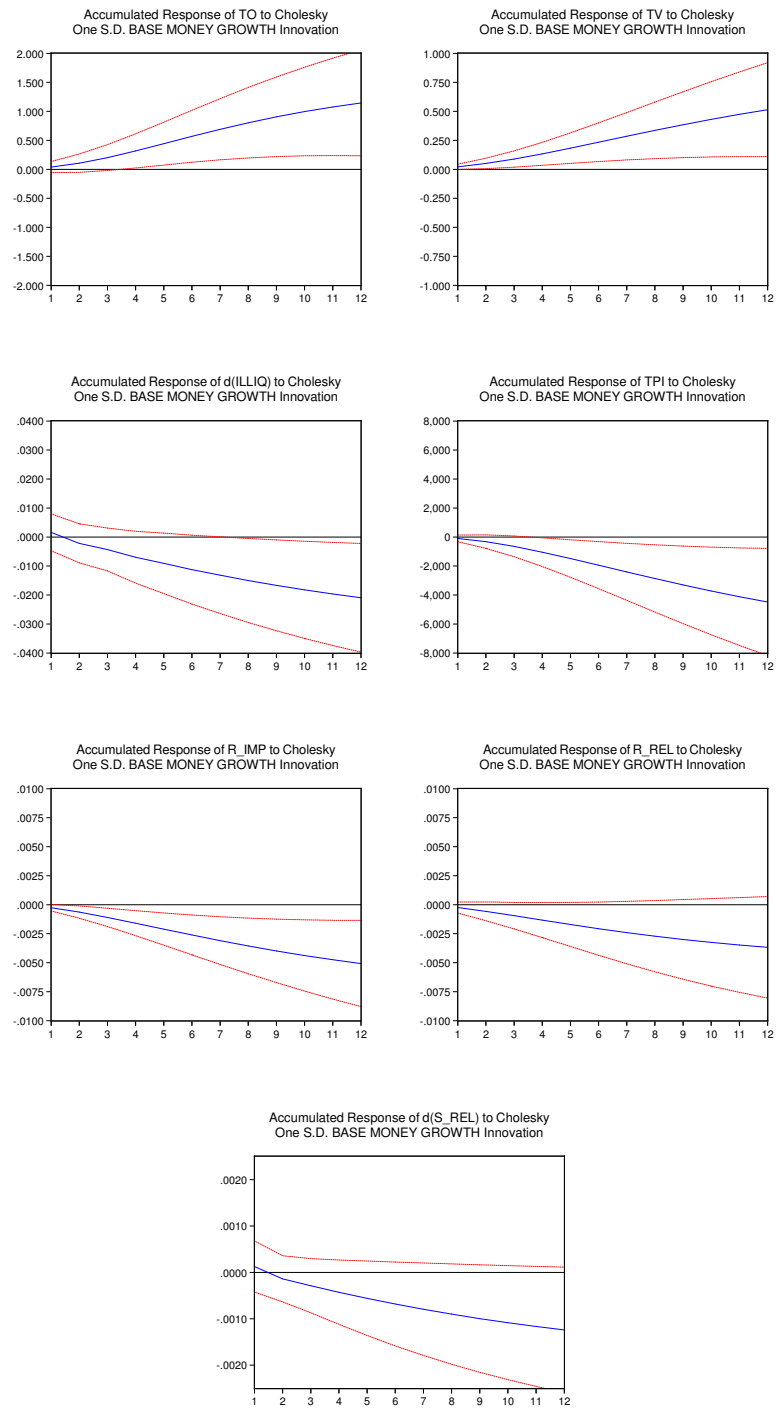 Accumulated Response of TO to Cholesky
One S.D. BASE MONEY GROWTH Innovation
2.000
1.500
1.000
0.500
0.000
-0.500
-1.000
-1.500
-2.000
1 2 3 4 5 6 7 8 9 10 11 12
Accumulated Response of TV to Cholesky
One S.D. BASE MONEY GROWTH Innovation
1.000
0.750
0.500
0.250
0.000
-0.250
-0.500
-0.750
-1.000
1 2 3 4 5 6 7 8 9 10 11 12
Accumulated Response of d(ILLIQ) to Cholesky
One S.D. BASE MONEY GROWTH Innovation
.0400
.0300
.0200
.0100
.0000
-.0100
-.0200
-.0300
-.0400
1 2 3 4 5 6 7 8 9 10 11 12
Accumulated Response of TPI to Cholesky
One S.D. BASE MONEY GROWTH Innovation
8,000
6,000
4,000
2,000
0
-2,000
-4,000
-6,000
-8,000
1 2 3 4 5 6 7 8 9 10 11 12
Accumulated Response of R_IMP to Cholesky
One S.D. BASE MONEY GROWTH Innovation
.0100
.0075
.0050
.0025
.0000
-.0025
-.0050
-.0075
-.0100
1 2 3 4 5 6 7 8 9 10 11 12
Accumulated Response of R_REL to Cholesky
One S.D. BASE MONEY GROWTH Innovation
.0100
.0075
.0050
.0025
.0000
-.0025
-.0050
-.0075
-.0100
1 2 3 4 5 6 7 8 9 10 11 12
Accumulated Response of d(S_REL) to Cholesky
One S.D. BASE MONEY GROWTH Innovation
.0020
.0010
.0000
-.0010
-.0020
1 2 3 4 5 6 7 8 9 10 11 12